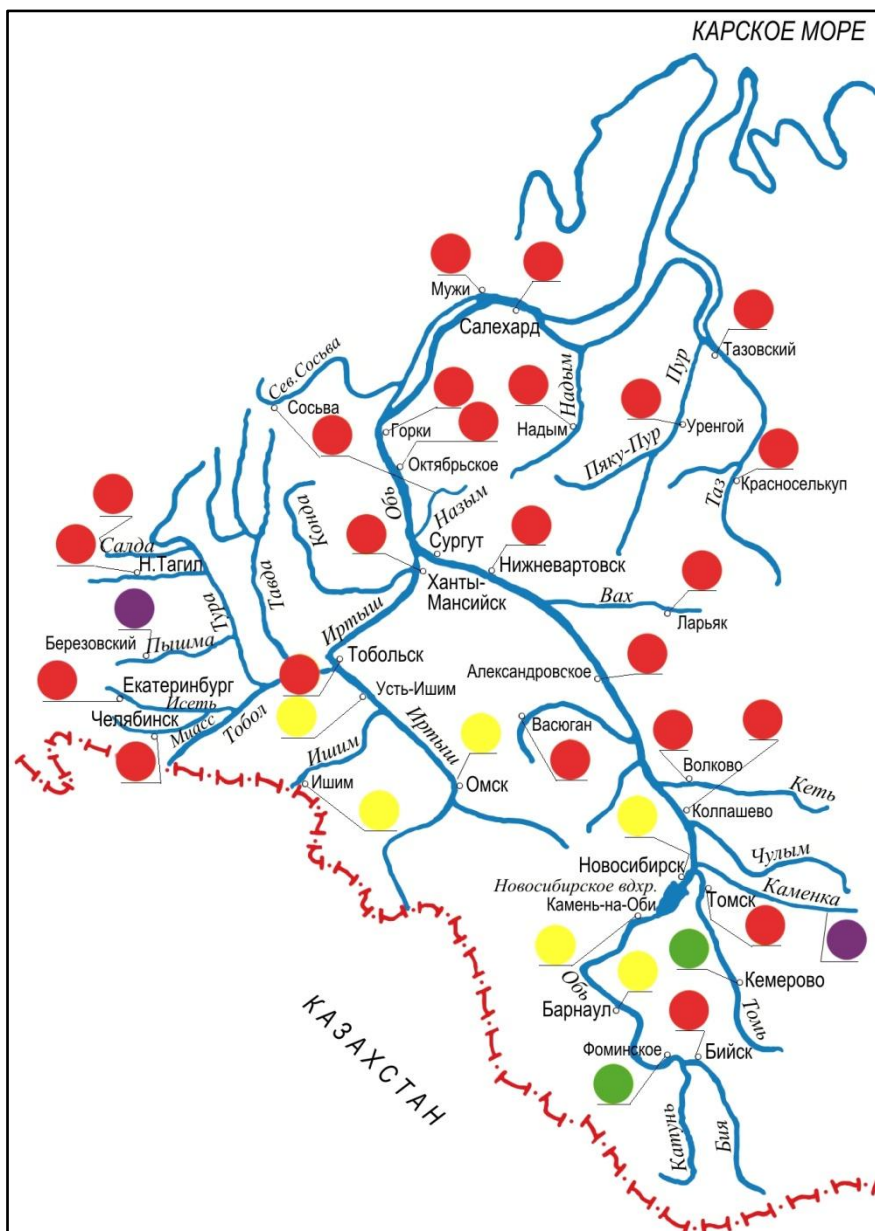 КАРСКОЕ МОРЕ
Мужи
Салехард
Сев.Сосьва
Сосьва
Горки
Октябрьское
Надым
Надым
Пур
Тазовский
Уренгой
Пяку-Пур
Таз
Красноселькуп
Обь
Назым
Конда
Сургут
Ханты-
Мансийск
Нижневартовск
Вах
Ларьяк
Салда
Н.Тагил
Тура
Тавда
Иртыш
Березовский
Пышма
Тобольск
Александровское
Екатеринбург
Исеть
Усть-Ишим
Челябинск
Миасс
Тобол
Иртыш
Васюган
Волково
Ишим
Ишим
Омск
Кеть
Колпашево
Чулым
Новосибирск
Новосибирское вдхр.
Томск
Каменка
Камень-на-Оби
Обь
Кемерово
Барнаул
Томь
Фоминское
Бийск
КАЗАХСТАН
Катунь
Бия